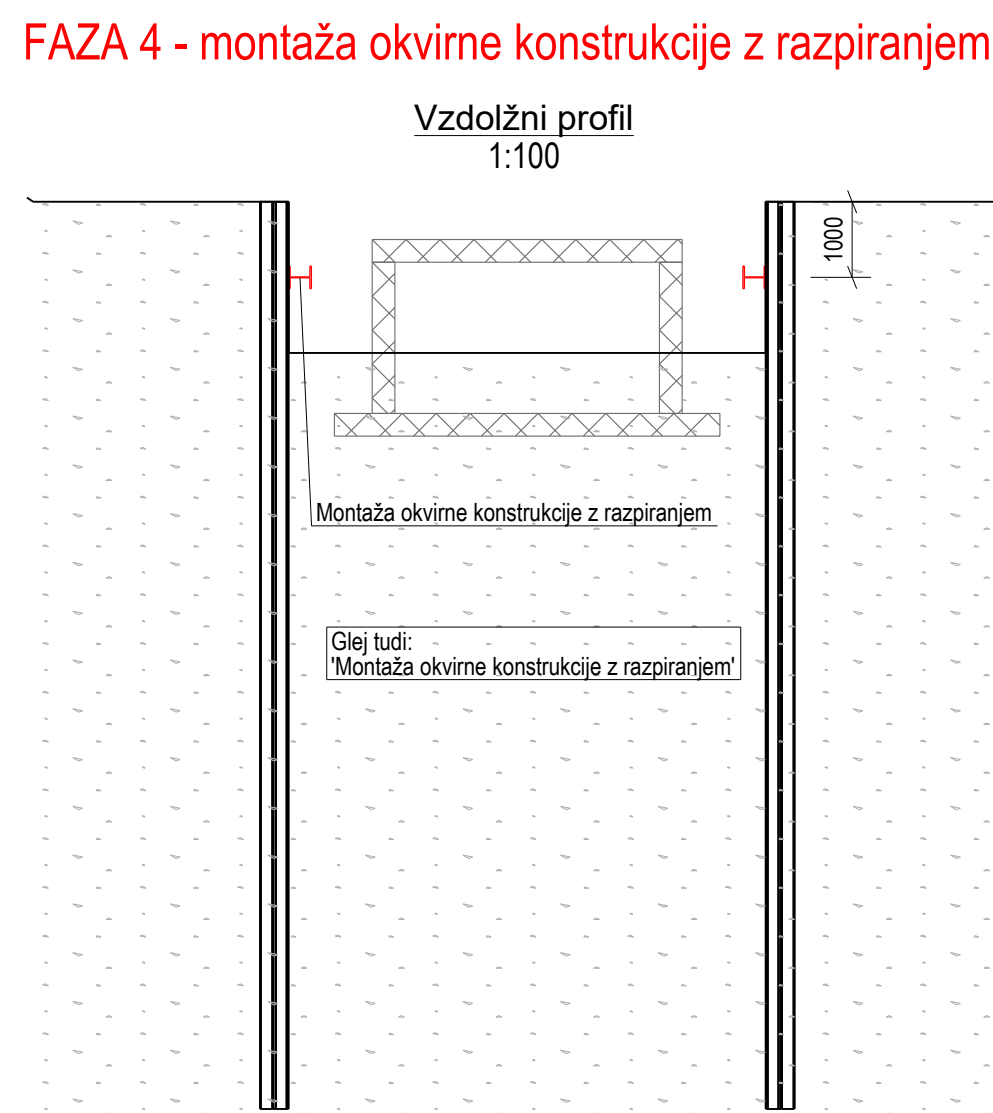 FAZA 4 - montaža okvirne konstrukcije z razpiranjem
Vzdolžni profil
1:100
1000
Montaža okvirne konstrukcije z razpiranjem
Glej tudi:
'Montaža okvirne konstrukcije z razpiranjem'